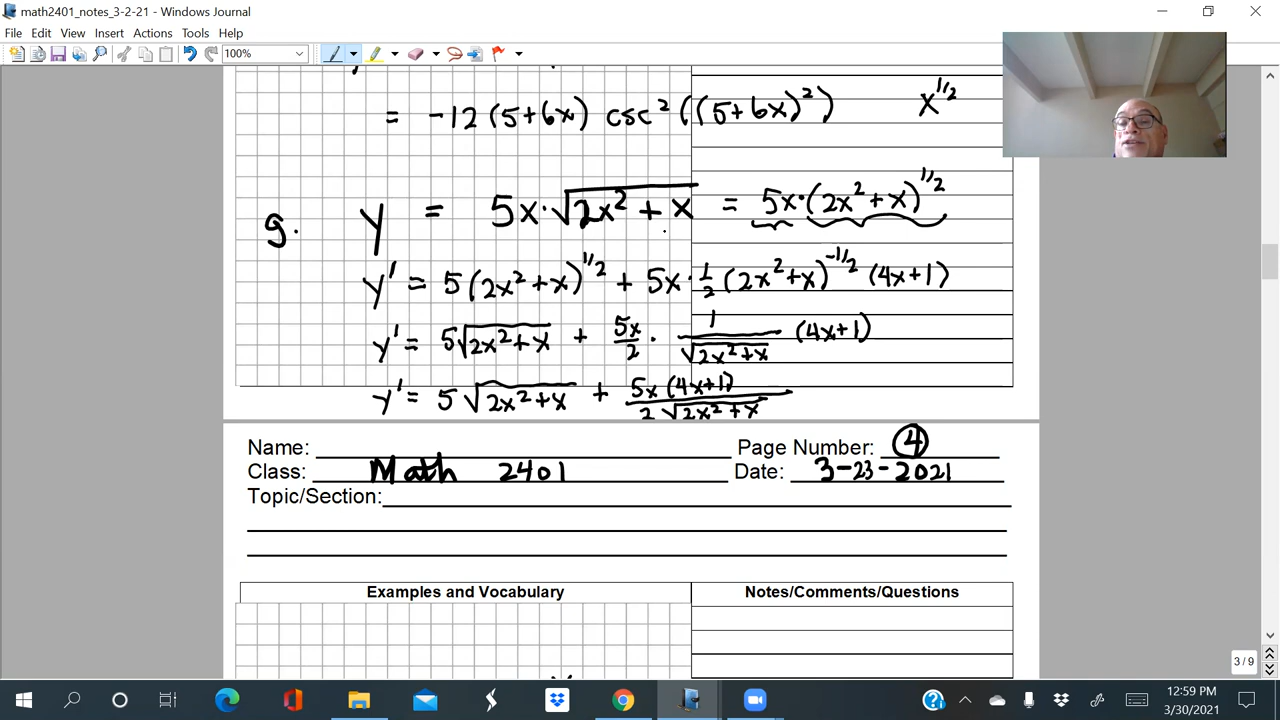 math2401_notes_3-2-21 - Windows Journal
File Edit View Insert Actions Tools Help
100%
= -12 (5+6x) csc² ((5+6x)²) x^1/2
g. y = 5x·√(2x² + x) = 5x·(2x² + x)^1/2
y' = 5(2x²+x)^1/2 + 5x·1/2 (2x²+x)^-1/2 (4x+1)
y' = 5√(2x²+x) + 5x/2 · 1/√(2x²+x) (4x+1)
y' = 5√(2x²+x) + 5x(4x+1)/2√(2x²+x)
Name: Page Number: 4
Class: Math 2401 Date: 3-23-2021
Topic/Section:
Examples and Vocabulary Notes/Comments/Questions
3 / 9
12:59 PM
3/30/2021